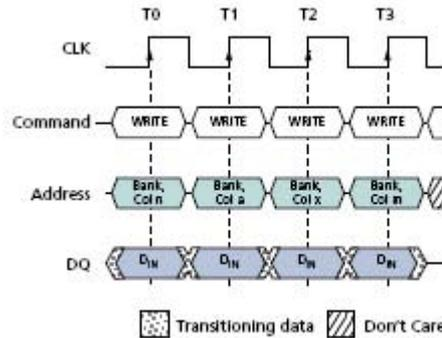 T0 T1 T2 T3
CLK
Command WRITE WRITE WRITE WRITE
Address Bank, Col n Bank, Col a Bank, Col x Bank, Col m
DQ DIN DIN DIN DIN
Transitioning data Don't Care